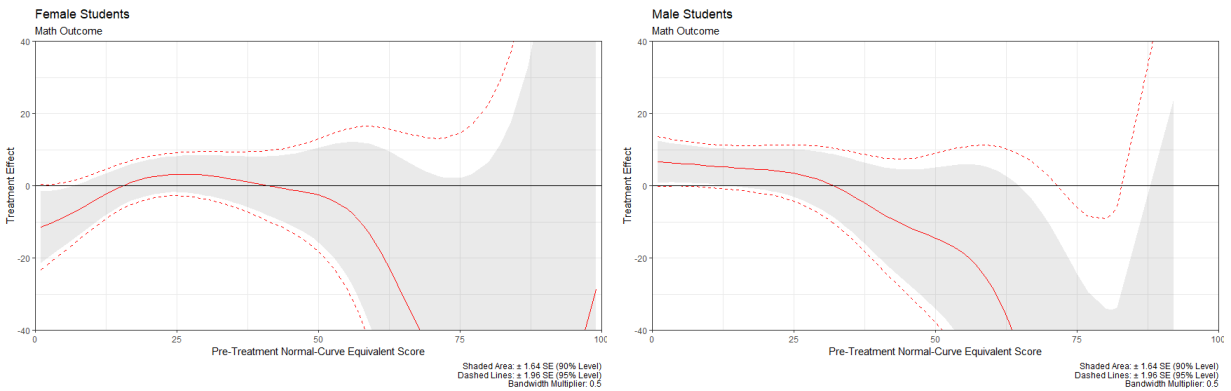 Female Students
Math Outcome
Treatment Effect
40
20
0
-20
-40
0
25
50
75
100
Pre-Treatment Normal-Curve Equivalent Score
Shaded Area: ± 1.64 SE (90% Level)
Dashed Lines: ± 1.96 SE (95% Level)
Bandwidth Multiplier: 0.5
Male Students
Math Outcome
Treatment Effect
40
20
0
-20
-40
0
25
50
75
100
Pre-Treatment Normal-Curve Equivalent Score
Shaded Area: ± 1.64 SE (90% Level)
Dashed Lines: ± 1.96 SE (95% Level)
Bandwidth Multiplier: 0.5